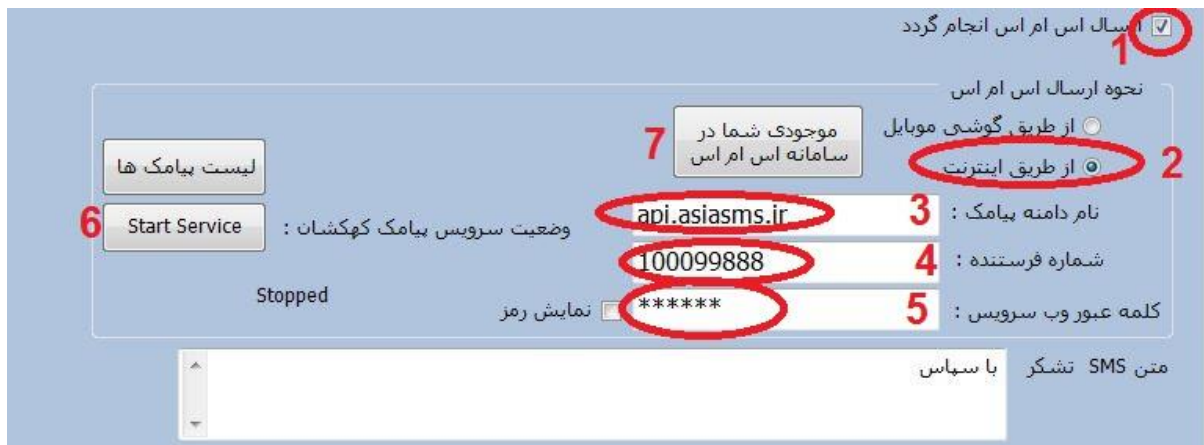 ارسال اس ام اس انجام گردد
1
نحوه ارسال اس ام اس
از طریق گوشی موبایل
موجودی شما در
سامانه اس ام اس
7
از طریق اینترنت
2
لیست پیامک ها
نام دامنه پیامک :
3
api.asiasms.ir
وضعیت سرویس پیامک کهکشان :
Start Service
6
شماره فرستنده :
4
100099888
کلمه عبور وب سرویس :
5
******
نمایش رمز
Stopped
متن SMS تشکر
با سپاس